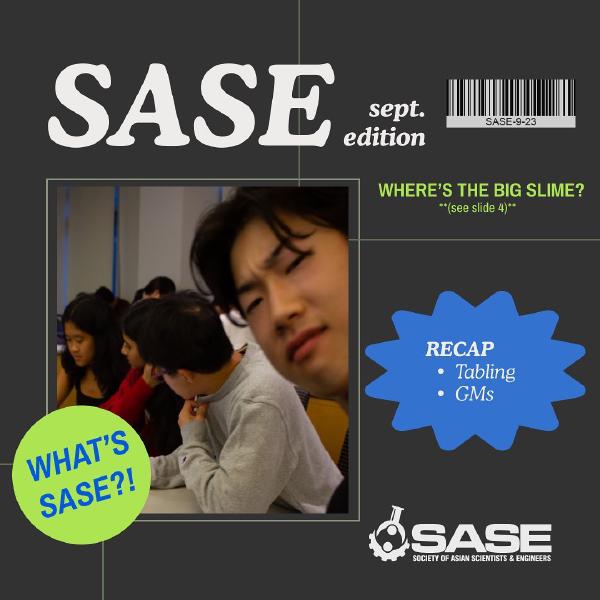 SASE
sept.
edition
SASE-9-23
WHERE'S THE BIG SLIME?
**(see slide 4)**
RECAP
• Tabling
• GMs
WHAT'S
SASE?!
SASE
SOCIETY OF ASIAN SCIENTISTS & ENGINEERS